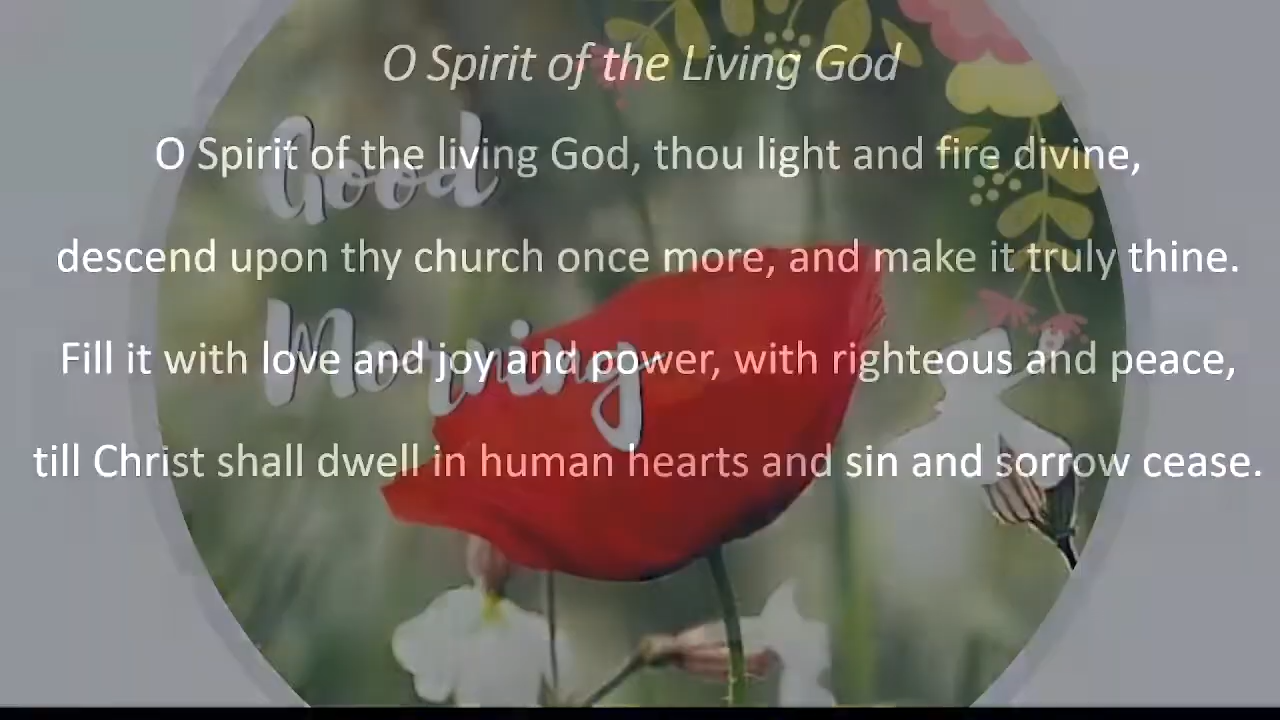 O Spirit of the Living God
O Spirit of the living God, thou light and fire divine,
Good
descend upon thy church once more, and make it truly thine.
Morning
Fill it with love and joy and power, with righteous and peace,
till Christ shall dwell in human hearts and sin and sorrow cease.